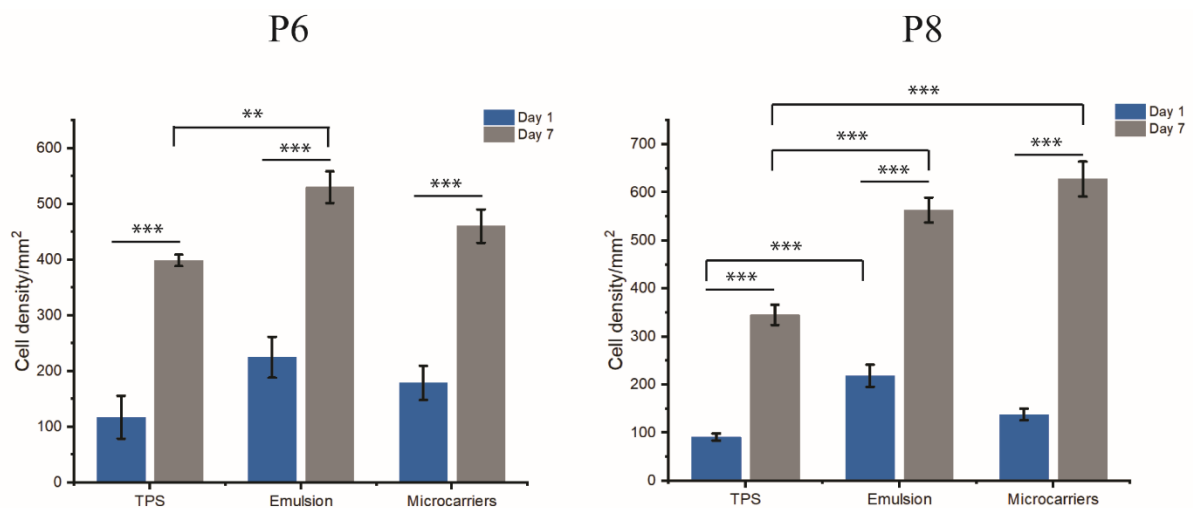 P6
P8
Day 1
Day 7
**
***
***
***
600
500
400
300
200
100
0
Cell density/mm²
TPS
Emulsion
Microcarriers
Day 1
Day 7
***
***
***
***
***
***
700
600
500
400
300
200
100
0
Cell density/mm²
TPS
Emulsion
Microcarriers